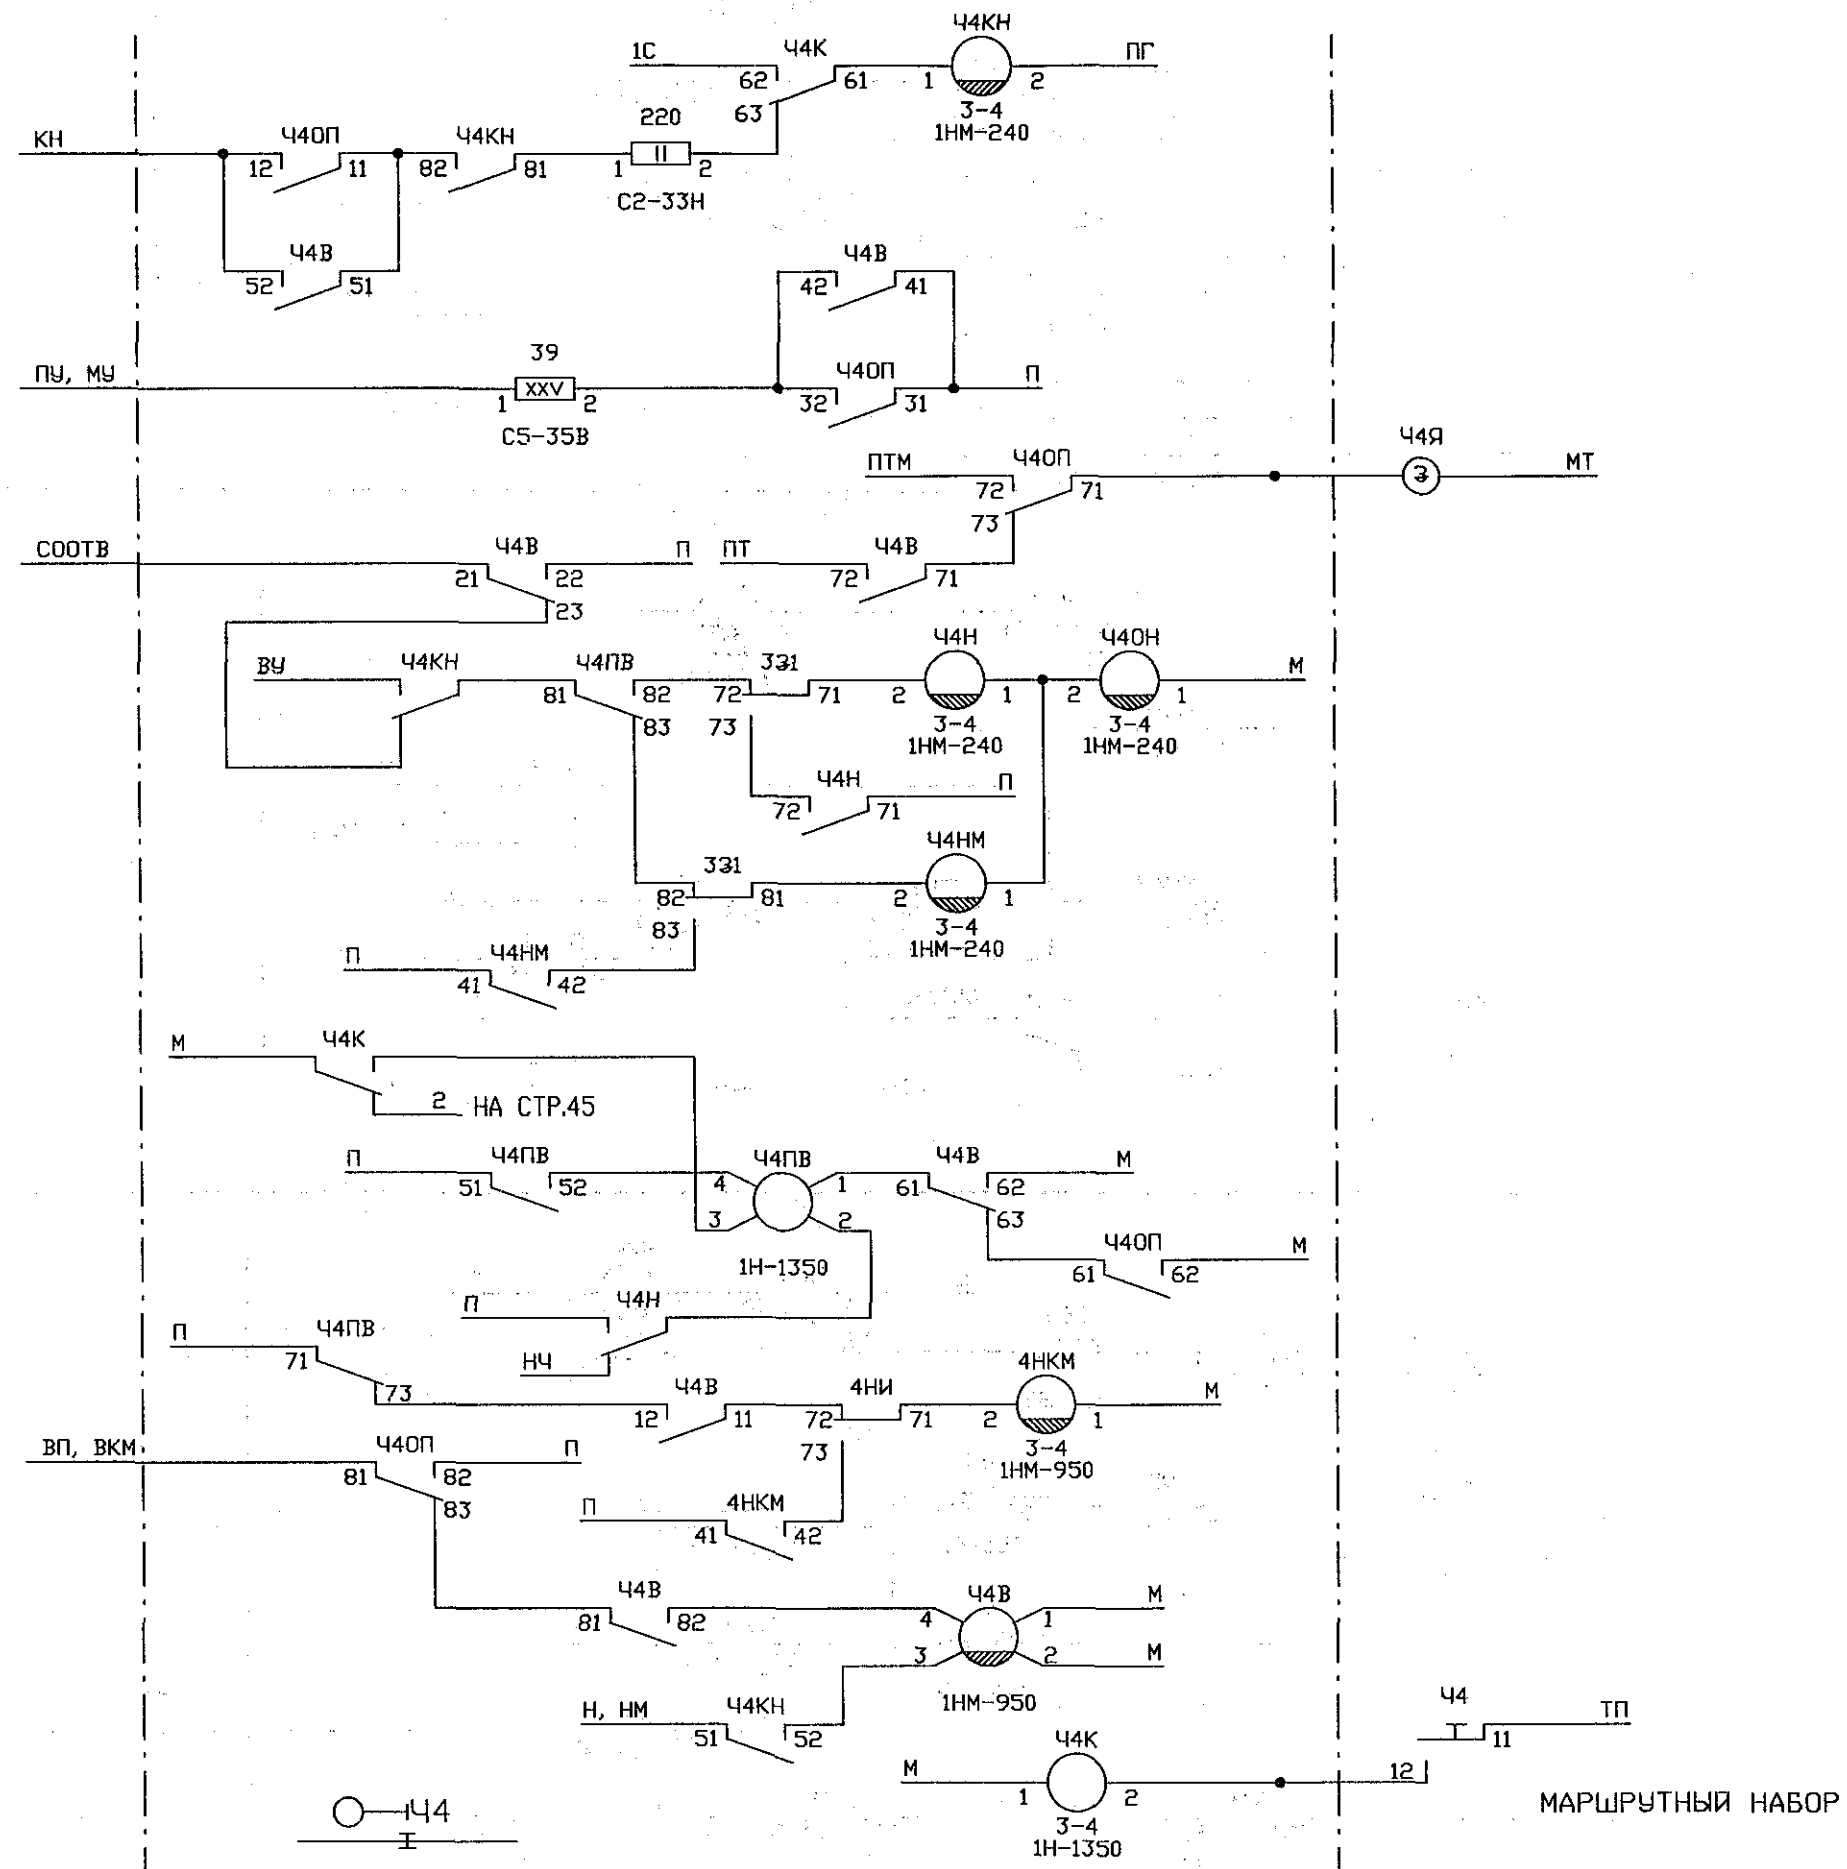 Ч4КН
1С
Ч4К
ПГ
62
61
1
2
63
3-4
1НМ-240
220
КН
Ч4ОП
Ч4КН
12
11
82
81
1
II
2
С2-33Н
Ч4В
52
51
Ч4В
42
41
39
ПУ, МУ
Ч4ОП
П
1
XXV
2
32
31
С5-35В
Ч4Я
ПТМ
Ч4ОП
З
МТ
72
71
73
СООТВ
Ч4В
П
ПТ
Ч4В
21
22
72
71
23
Ч4Н
Ч4ОН
ВУ
Ч4КН
Ч4ПВ
3З1
М
81
82
72
71
2
1
2
1
83
73
3-4
1НМ-240
3-4
1НМ-240
Ч4Н
П
72
71
Ч4НМ
3З1
82
81
2
1
83
3-4
1НМ-240
П
Ч4НМ
41
42
М
Ч4К
2
НА СТР.45
П
Ч4ПВ
Ч4ПВ
Ч4В
М
51
52
4
1
61
62
3
2
63
Ч4ОП
М
1Н-1350
61
62
П
Ч4Н
П
Ч4ПВ
71
НЧ
4НКМ
73
Ч4В
4НИ
М
12
11
72
71
2
1
73
3-4
1НМ-950
ВП, ВКМ
Ч4ОП
П
81
82
83
П
4НКМ
41
42
Ч4В
Ч4В
М
81
82
4
1
3
2
М
1НМ-950
Н, НМ
Ч4КН
51
52
Ч4
ТП
11
Ч4К
М
12
1
2
3-4
1Н-1350
Ч4
МАРШРУТНЫЙ НАБОР